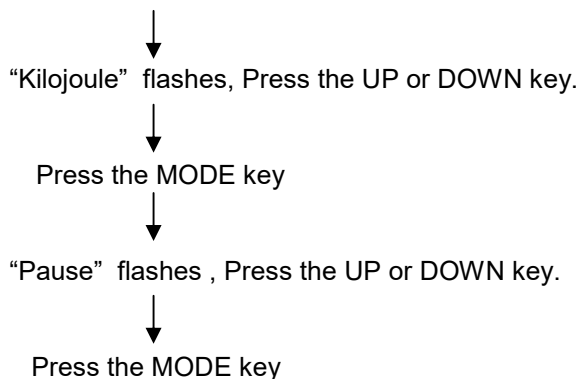 “Kilojoule” flashes, Press the UP or DOWN key.
Press the MODE key
“Pause” flashes , Press the UP or DOWN key.
Press the MODE key